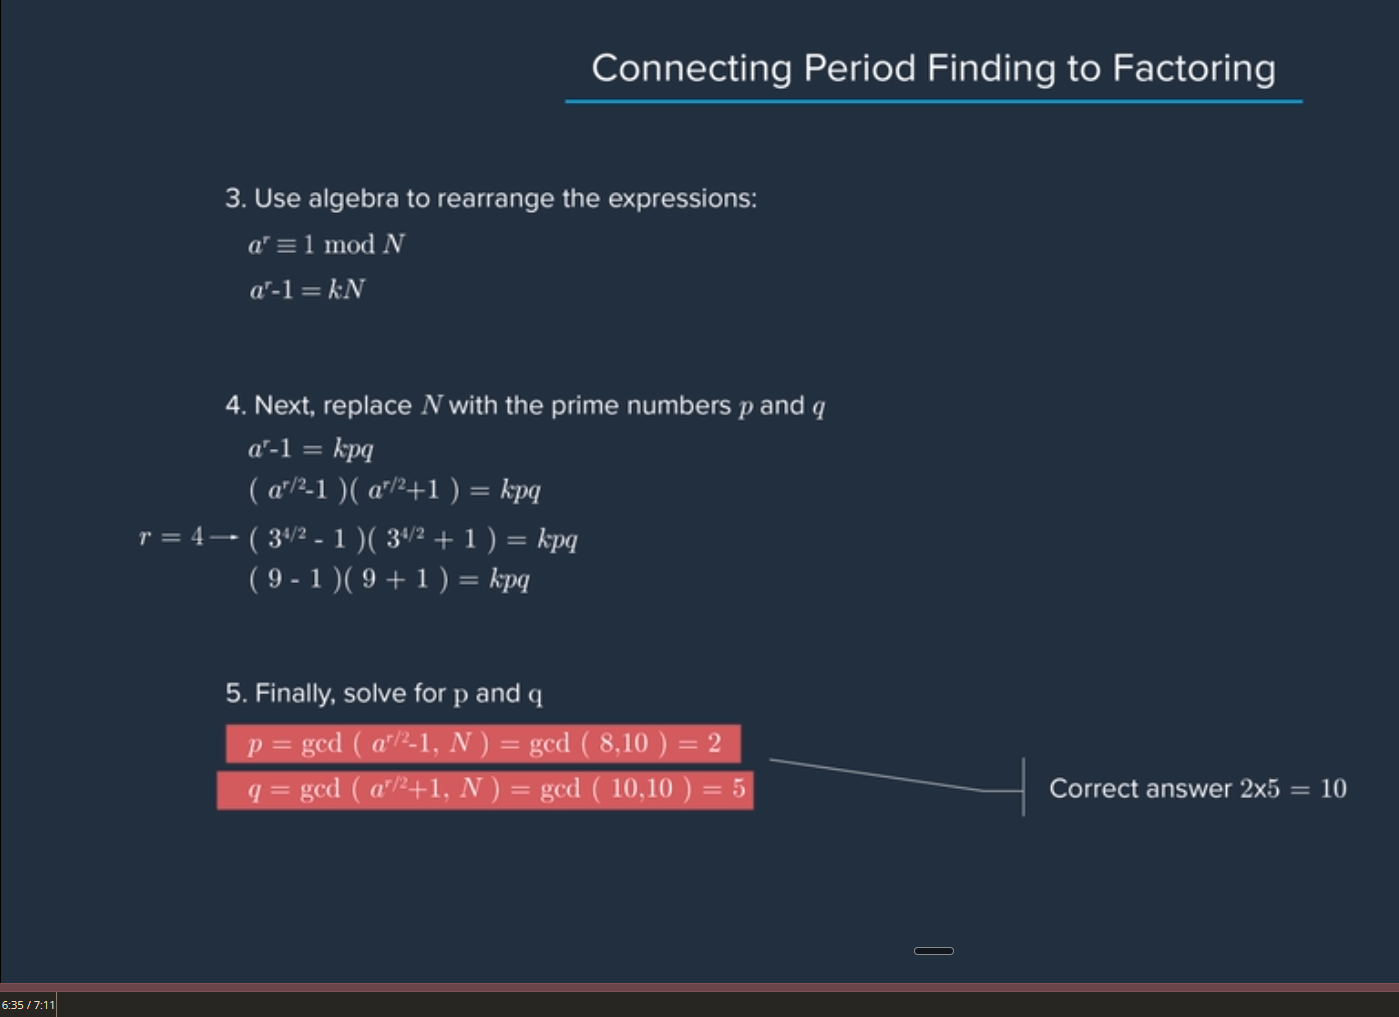 Connecting Period Finding to Factoring
3. Use algebra to rearrange the expressions:
aʳ ≡ 1 mod N
aʳ-1 = kN
4. Next, replace N with the prime numbers p and q
aʳ-1 = kpq
( a^{r/2}-1 )( a^{r/2}+1 ) = kpq
r = 4 → ( 3^{4/2} - 1 )( 3^{4/2} + 1 ) = kpq
( 9 - 1 )( 9 + 1 ) = kpq
5. Finally, solve for p and q
p = gcd ( a^{r/2}-1, N ) = gcd ( 8,10 ) = 2
q = gcd ( a^{r/2}+1, N ) = gcd ( 10,10 ) = 5
Correct answer 2x5 = 10
6:35 / 7:11